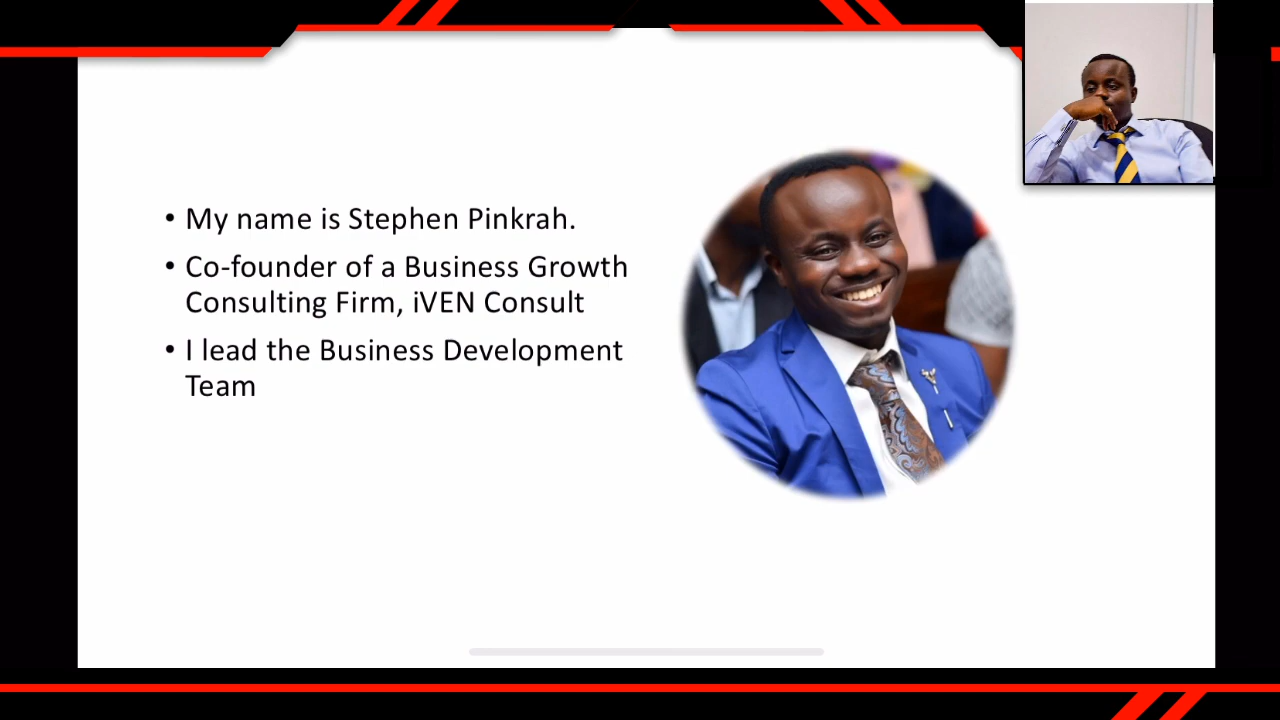 • My name is Stephen Pinkrah.
• Co-founder of a Business Growth
Consulting Firm, iVEN Consult
• I lead the Business Development
Team